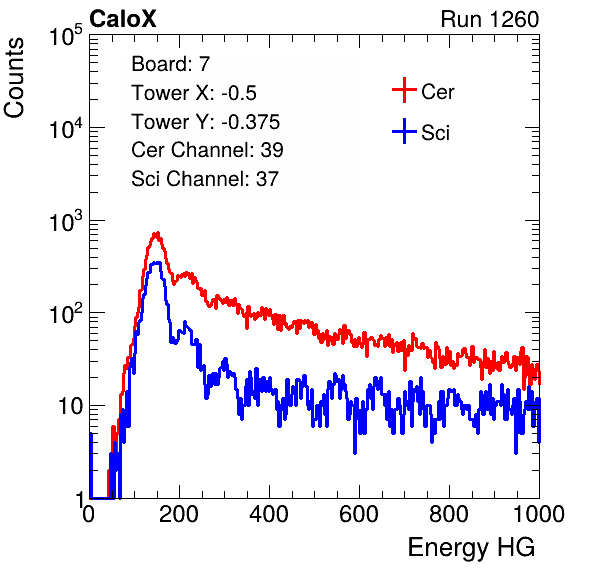 CaloX Run 1260
Counts
Board: 7
Tower X: -0.5
Tower Y: -0.375
Cer Channel: 39
Sci Channel: 37
Cer
Sci
10^5
10^4
10^3
10^2
10
1
0 200 400 600 800 1000
Energy HG